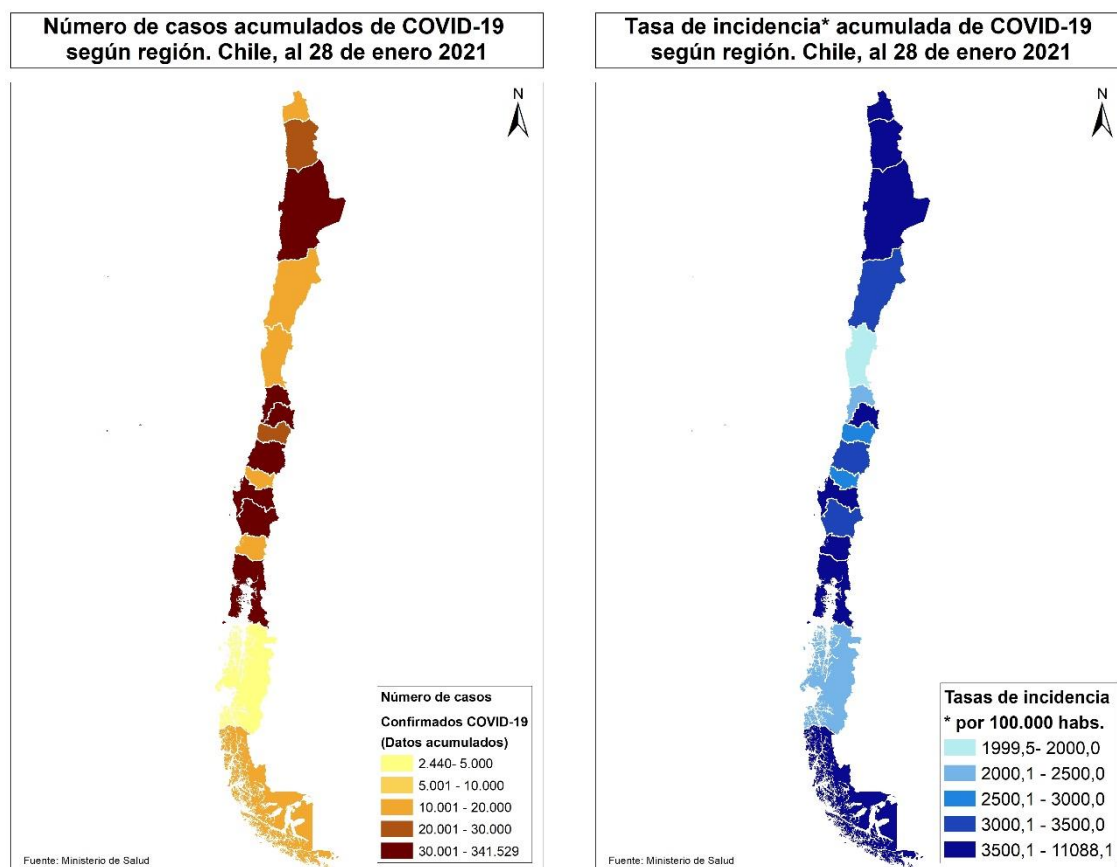 Número de casos acumulados de COVID-19
según región. Chile, al 28 de enero 2021
N
Número de casos
Confirmados COVID-19
(Datos acumulados)
2.440- 5.000
5.001 - 10.000
10.001 - 20.000
20.001 - 30.000
30.001 - 341.529
Fuente: Ministerio de Salud
Tasa de incidencia* acumulada de COVID-19
según región. Chile, al 28 de enero 2021
N
Tasas de incidencia
* por 100.000 habs.
1999,5- 2000,0
2000,1 - 2500,0
2500,1 - 3000,0
3000,1 - 3500,0
3500,1 - 11088,1
Fuente: Ministerio de Salud